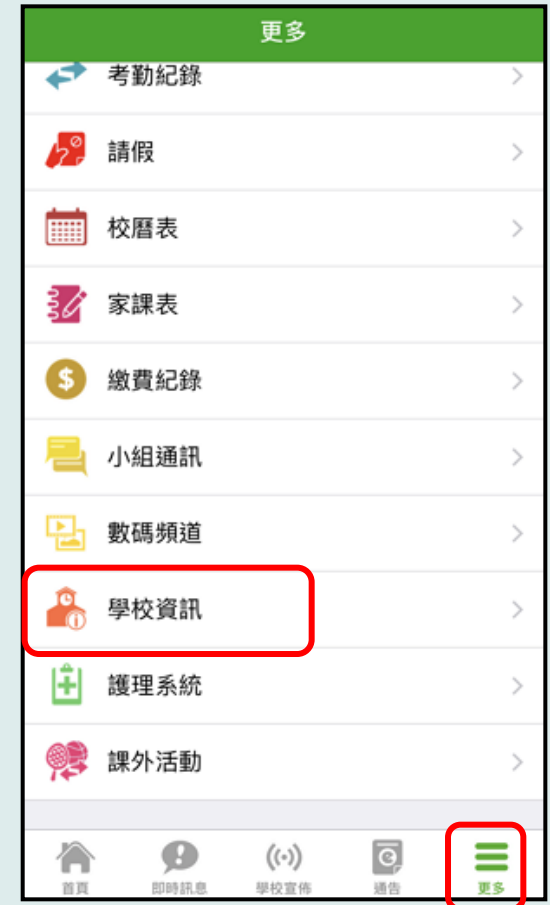 更多
考勤紀錄
請假
校曆表
家課表
繳費紀錄
小組通訊
數碼頻道
學校資訊
護理系統
課外活動
首頁 即時訊息 學校宣佈 通告 更多